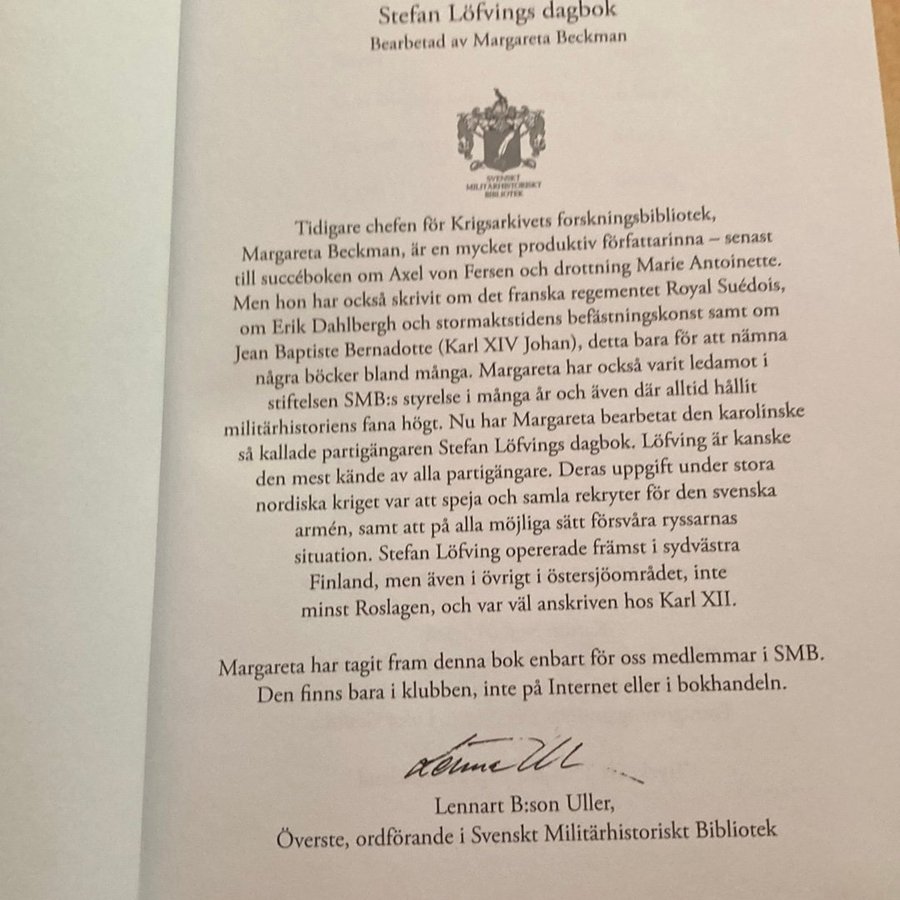 Stefan Löfvings dagbok
Bearbetad av Margareta Beckman
SVENSKT
MILITÄRHISTORISKT
BIBLIOTEK
Tidigare chefen för Krigsarkivets forskningsbibliotek,
Margareta Beckman, är en mycket produktiv författarinna – senast
till succéboken om Axel von Fersen och drottning Marie Antoinette.
Men hon har också skrivit om det franska regementet Royal Suédois,
om Erik Dahlbergh och stormaktstidens befästningskonst samt om
Jean Baptiste Bernadotte (Karl XIV Johan), detta bara för att nämna
några böcker bland många. Margareta har också varit ledamot i
stiftelsen SMB:s styrelse i många år och även där alltid hållit
militärhistoriens fana högt. Nu har Margareta bearbetat den karolinske
så kallade partigängaren Stefan Löfvings dagbok. Löfving är kanske
den mest kände av alla partigängare. Deras uppgift under stora
nordiska kriget var att speja och samla rekryter för den svenska
armén, samt att på alla möjliga sätt försvåra ryssarnas
situation. Stefan Löfving opererade främst i sydvästra
Finland, men även i övrigt i östersjöområdet, inte
minst Roslagen, och var väl anskriven hos Karl XII.
Margareta har tagit fram denna bok enbart för oss medlemmar i SMB.
Den finns bara i klubben, inte på Internet eller i bokhandeln.
Lennart B:son Uller,
Överste, ordförande i Svenskt Militärhistoriskt Bibliotek